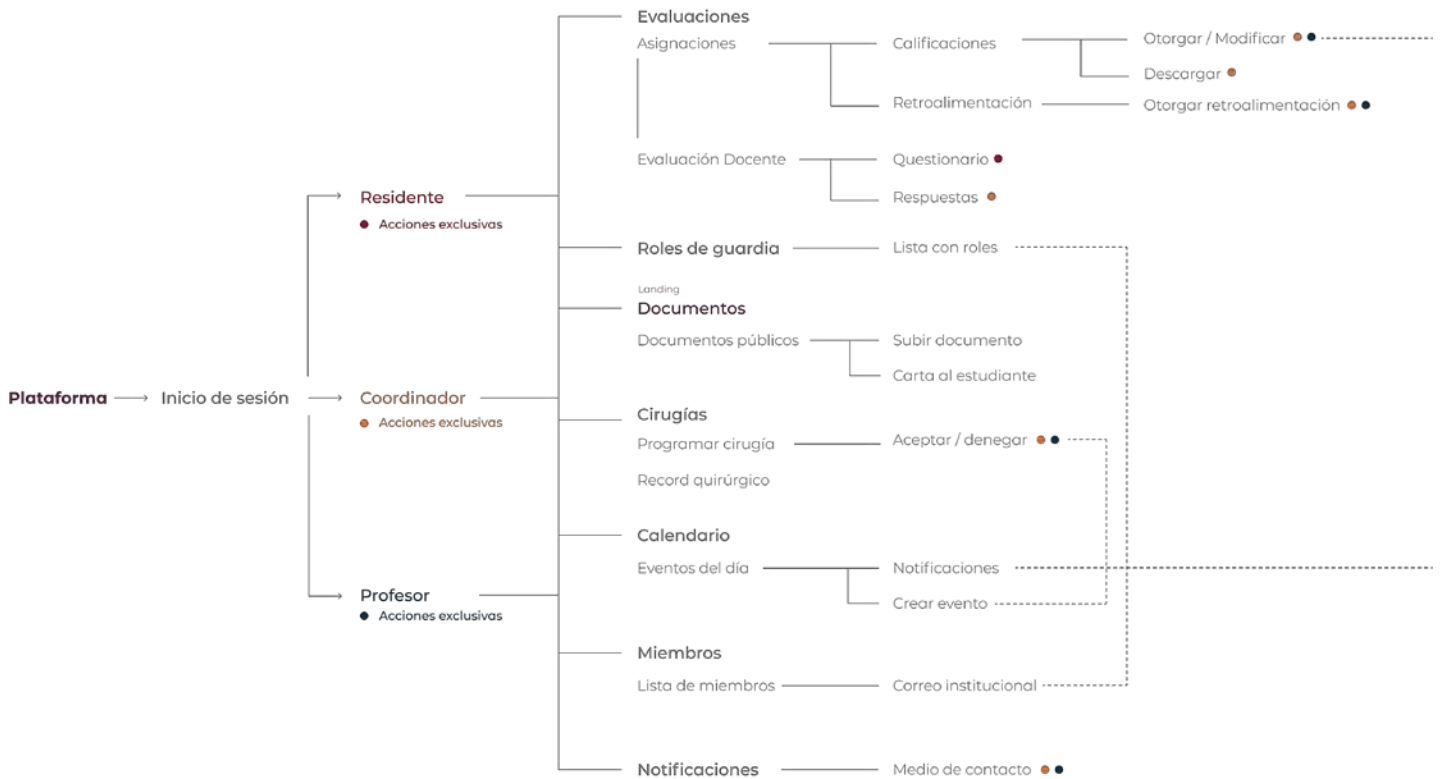 Plataforma
Inicio de sesión
Residente
Acciones exclusivas
Coordinador
Acciones exclusivas
Profesor
Acciones exclusivas
Evaluaciones
Asignaciones
Calificaciones
Otorgar / Modificar
Descargar
Retroalimentación
Otorgar retroalimentación
Evaluación Docente
Questionario
Respuestas
Roles de guardia
Lista con roles
Landing
Documentos
Documentos públicos
Subir documento
Carta al estudiante
Cirugías
Programar cirugía
Aceptar / denegar
Record quirúrgico
Calendario
Eventos del día
Notificaciones
Crear evento
Miembros
Lista de miembros
Correo institucional
Notificaciones
Medio de contacto